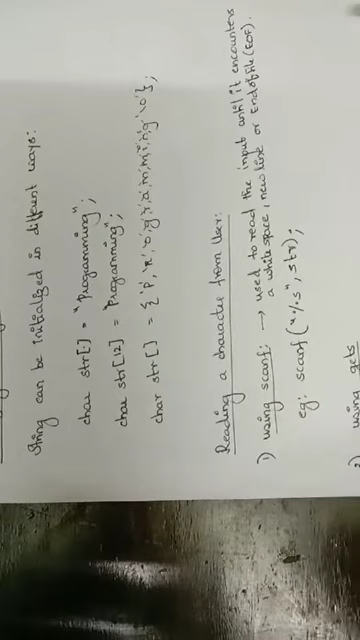 String can be initialized in different ways:
char str[.] = "Programming";
char str[12] = "Programming";
char str[] = {'P','r','o','g','r','a','m','m','i','n','g','\0'};
Reading a character from User:
1) using scanf: → used to read the input until it encounters
a white space, new line or End of file (EOF).
eg: scanf("%s", str);
2) using gets